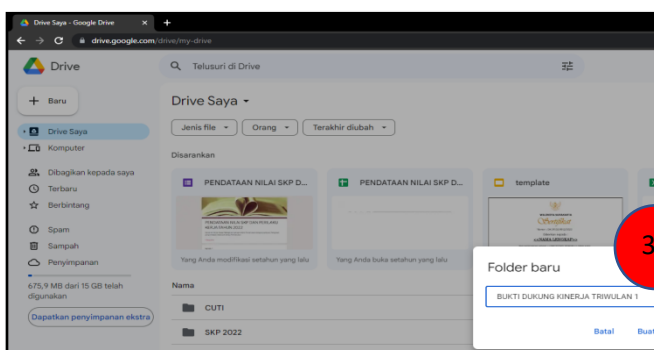 Drive Saya - Google Drive
drive.google.com/drive/my-drive
Drive
Telusuri di Drive
Baru
Drive Saya
Jenis file
Orang
Terakhir diubah
Drive Saya
Komputer
Disarankan
Dibagikan kepada saya
Terbaru
Berbintang
Spam
Sampah
Penyimpanan
675,9 MB dari 15 GB telah
digunakan
Dapatkan penyimpanan ekstra
PENDATAAN NILAI SKP D...
PENDATAAN NILAI SKP D...
template
Yang Anda modifikasi setahun yang lalu
Yang Anda buka setahun yang lalu
Nama
CUTI
SKP 2022
3
Folder baru
BUKTI DUKUNG KINERJA TRIWULAN 1
Batal
Buat